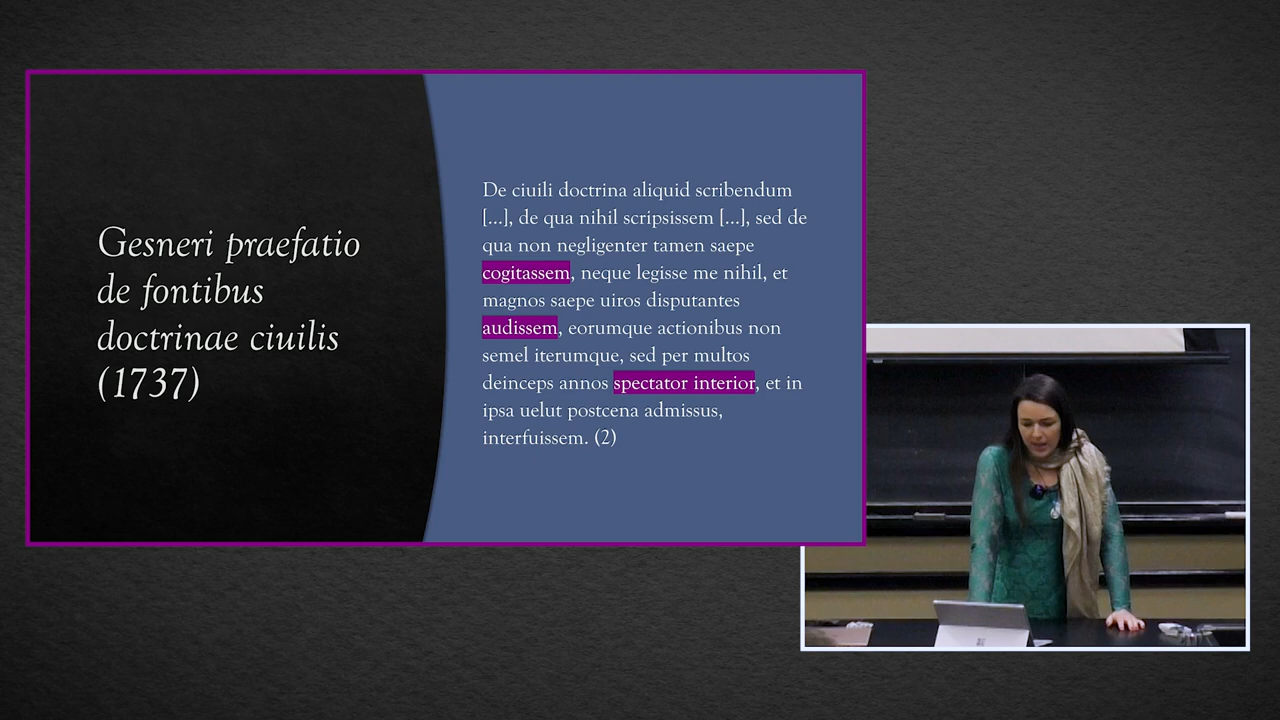 Gesneri praefatio
de fontibus
doctrinae ciuilis
(1737)
De ciuili doctrina aliquid scribendum
[...], de qua nihil scripsissem [...], sed de
qua non negligenter tamen saepe
cogitassem, neque legisse me nihil, et
magnos saepe uiros disputantes
audissem, eorumque actionibus non
semel iterumque, sed per multos
deinceps annos spectator interior, et in
ipsa uelut postcena admissus,
interfuissem. (2)